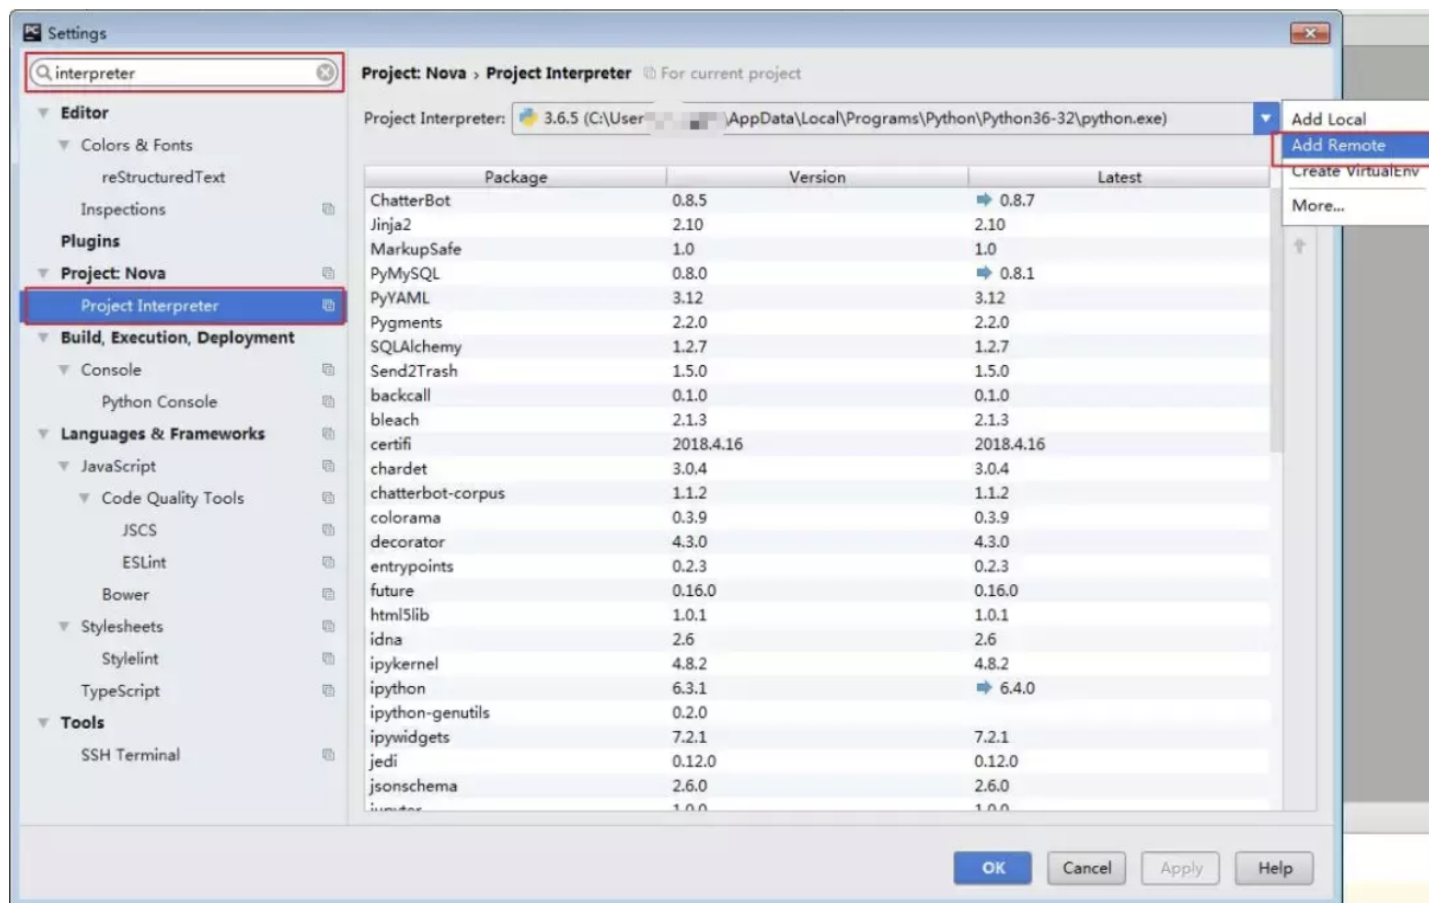 PC Settings
interpreter
Editor
Colors & Fonts
reStructuredText
Inspections
Plugins
Project: Nova
Project Interpreter
Build, Execution, Deployment
Console
Python Console
Languages & Frameworks
JavaScript
Code Quality Tools
JSCS
ESLint
Bower
Stylesheets
Stylelint
TypeScript
Tools
SSH Terminal
Project: Nova › Project Interpreter For current project
Project Interpreter: 3.6.5 (C:\User \AppData\Local\Programs\Python\Python36-32\python.exe)
Add Local
Add Remote
Create VirtualEnv
More...
Package Version Latest
ChatterBot 0.8.5 0.8.7
Jinja2 2.10 2.10
MarkupSafe 1.0 1.0
PyMySQL 0.8.0 0.8.1
PyYAML 3.12 3.12
Pygments 2.2.0 2.2.0
SQLAlchemy 1.2.7 1.2.7
Send2Trash 1.5.0 1.5.0
backcall 0.1.0 0.1.0
bleach 2.1.3 2.1.3
certifi 2018.4.16 2018.4.16
chardet 3.0.4 3.0.4
chatterbot-corpus 1.1.2 1.1.2
colorama 0.3.9 0.3.9
decorator 4.3.0 4.3.0
entrypoints 0.2.3 0.2.3
future 0.16.0 0.16.0
html5lib 1.0.1 1.0.1
idna 2.6 2.6
ipykernel 4.8.2 4.8.2
ipython 6.3.1 6.4.0
ipython-genutils 0.2.0
ipywidgets 7.2.1 7.2.1
jedi 0.12.0 0.12.0
jsonschema 2.6.0 2.6.0
jupyter 1.0.0 1.0.0
OK Cancel Apply Help